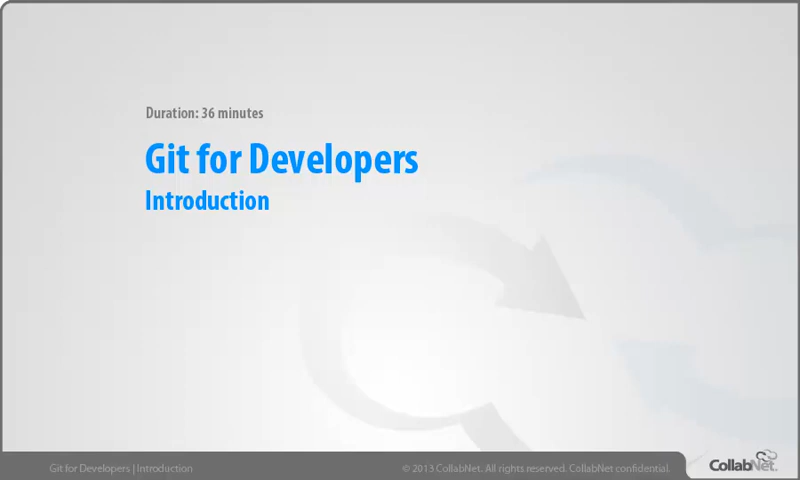 Duration: 36 minutes
Git for Developers
Introduction
Git for Developers | Introduction
© 2013 CollabNet. All rights reserved. CollabNet confidential.
CollabNet.